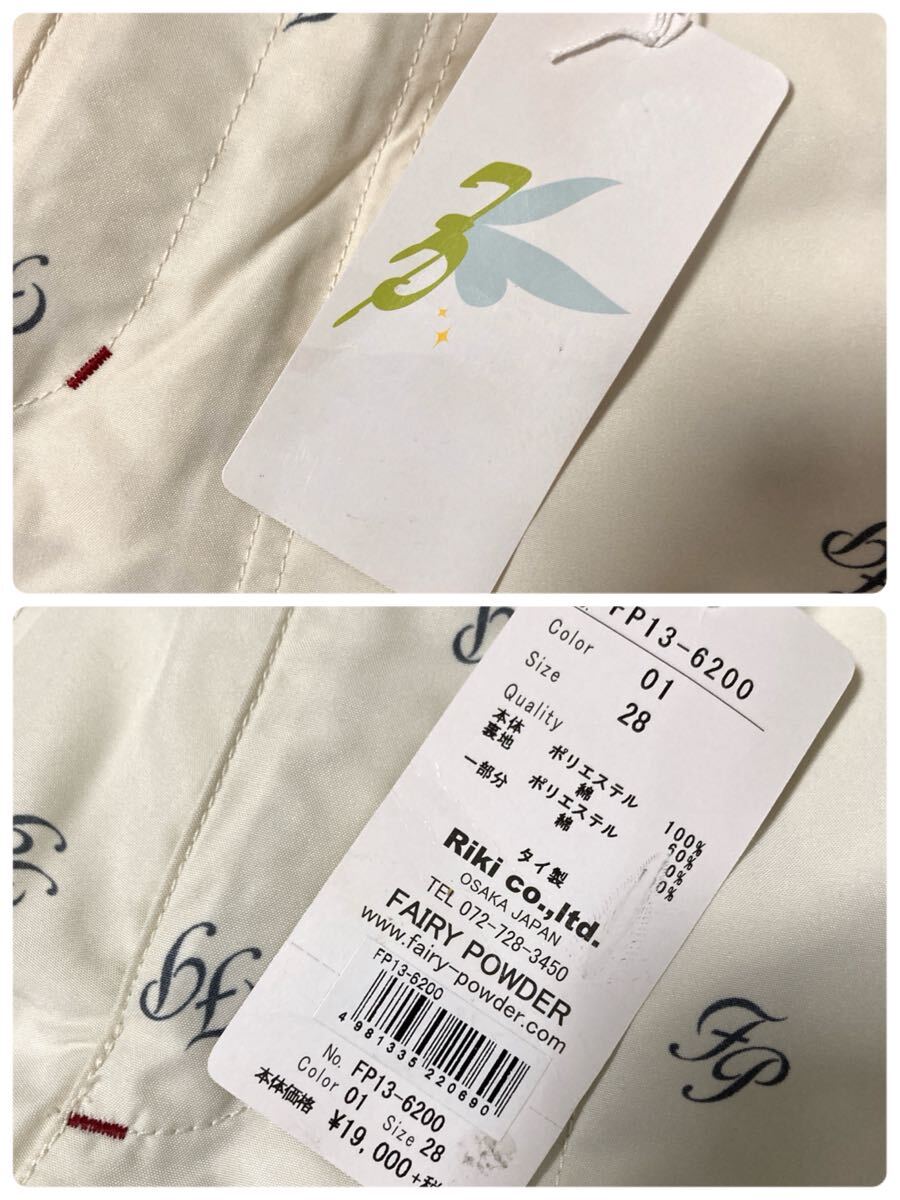 FP13-6200
Color 01
Size 28
Quality
本体 ポリエステル 100%
裏地 綿 60%
一部分 ポリエステル
綿
タイ製
Riki co.,ltd.
OSAKA JAPAN
TEL 072-728-3450
FAIRY POWDER
www.fairy-powder.com
FP13-6200
4981335220690
No. FP13-6200
Color 01 Size 28
本体価格 ¥19,000+税
FP